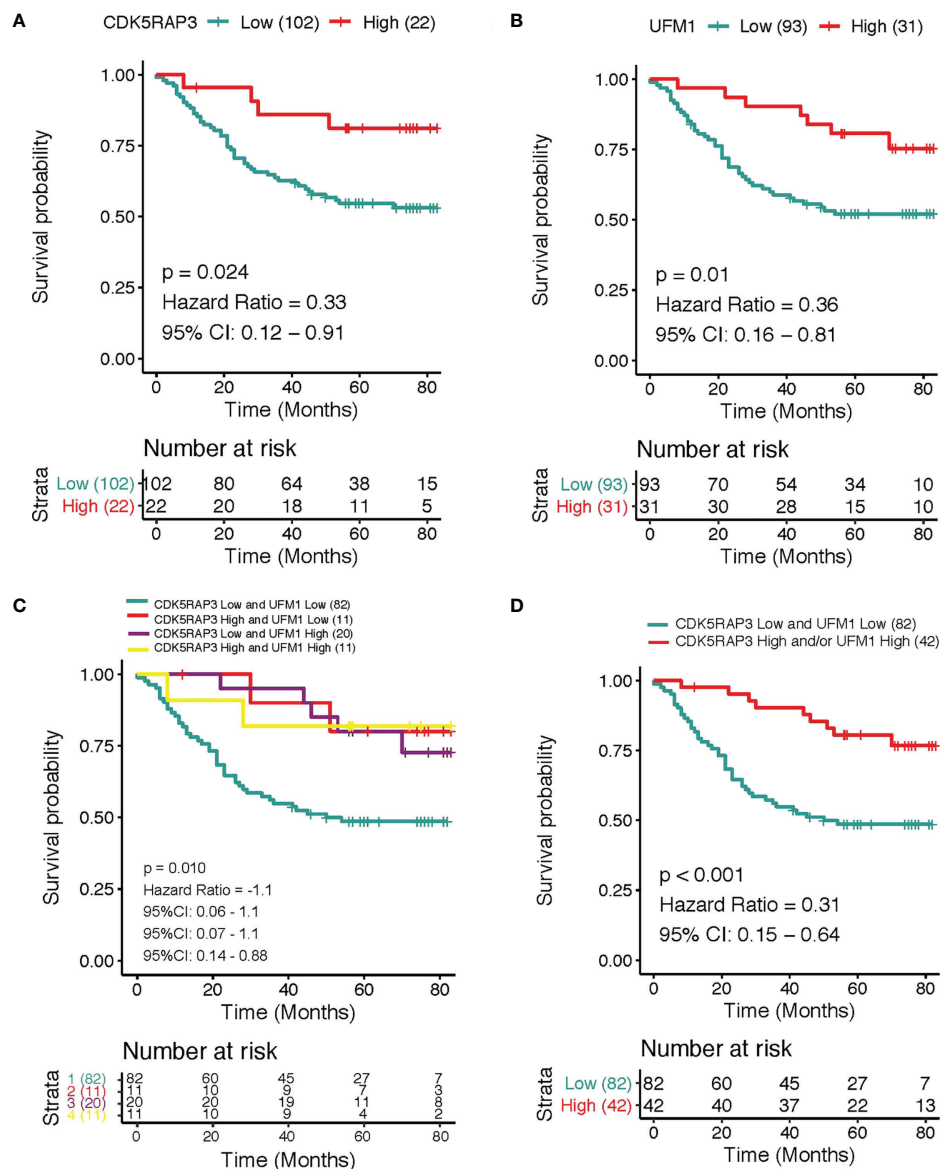 A
CDK5RAP3 Low (102) High (22)
Survival probability
1.00
0.75
0.50
0.25
0.00
p = 0.024
Hazard Ratio = 0.33
95% CI: 0.12 – 0.91
0 20 40 60 80
Time (Months)
Number at risk
Strata
Low (102) 102 80 64 38 15
High (22) 22 20 18 11 5
0 20 40 60 80
Time (Months)
B
UFM1 Low (93) High (31)
Survival probability
1.00
0.75
0.50
0.25
0.00
p = 0.01
Hazard Ratio = 0.36
95% CI: 0.16 – 0.81
0 20 40 60 80
Time (Months)
Number at risk
Strata
Low (93) 93 70 54 34 10
High (31) 31 30 28 15 10
0 20 40 60 80
Time (Months)
C
CDK5RAP3 Low and UFM1 Low (82)
CDK5RAP3 High and UFM1 Low (11)
CDK5RAP3 Low and UFM1 High (20)
CDK5RAP3 High and UFM1 High (11)
Survival probability
1.00
0.75
0.50
0.25
0.00
p = 0.010
Hazard Ratio = -1.1
95%CI: 0.06 - 1.1
95%CI: 0.07 - 1.1
95%CI: 0.14 - 0.88
0 20 40 60 80
Time (Months)
Number at risk
Strata
1 (82) 82 60 45 27 7
2 (11) 11 10 9 7 3
3 (20) 20 20 19 11 8
4 (11) 11 10 9 4 2
0 20 40 60 80
Time (Months)
D
CDK5RAP3 Low and UFM1 Low (82)
CDK5RAP3 High and/or UFM1 High (42)
Survival probability
1.00
0.75
0.50
0.25
0.00
p < 0.001
Hazard Ratio = 0.31
95% CI: 0.15 – 0.64
0 20 40 60 80
Time (Months)
Number at risk
Strata
Low (82) 82 60 45 27 7
High (42) 42 40 37 22 13
0 20 40 60 80
Time (Months)